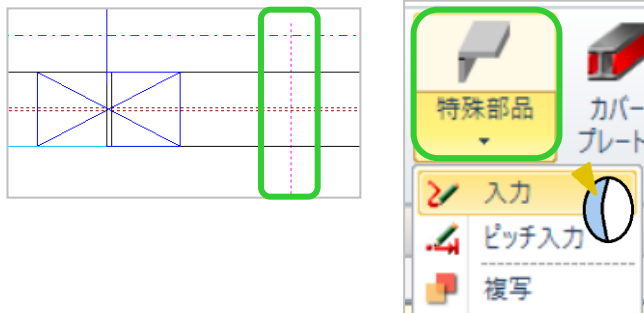 特殊部品
カバー
プレート
入力
ピッチ入力
複写